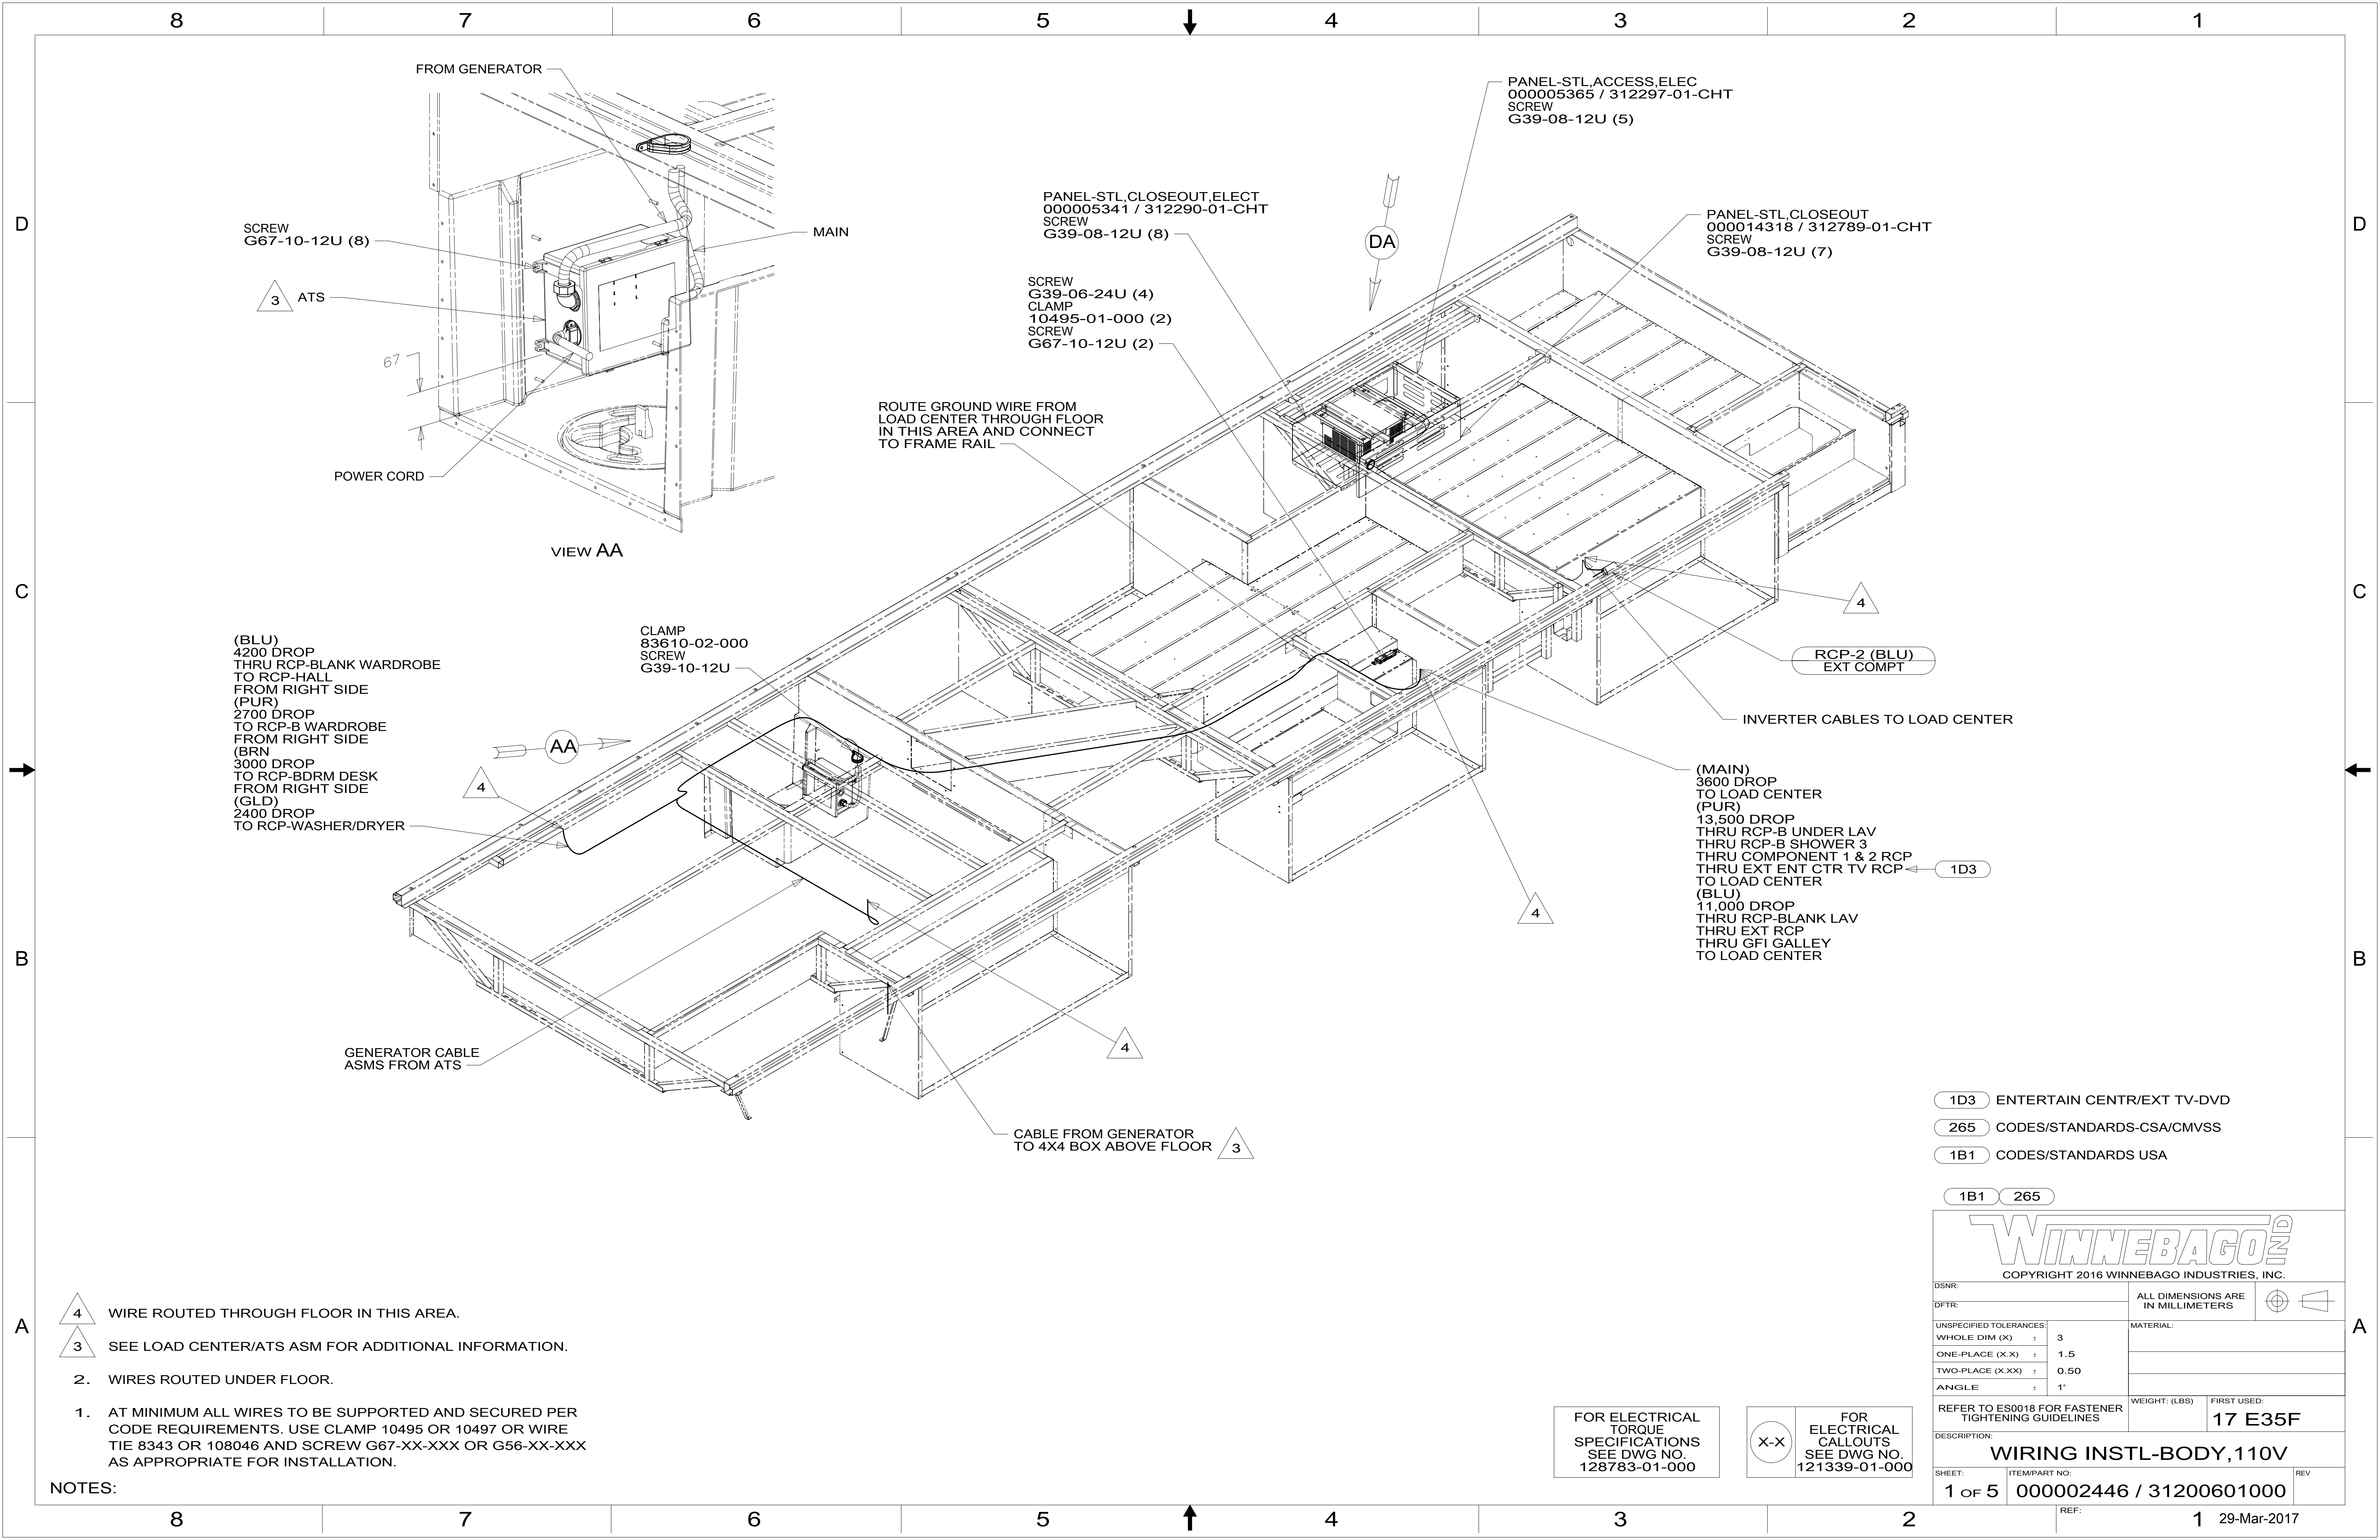 8 7 6 5 4 3 2 1
FROM GENERATOR
SCREW
G67-10-12U (8)
3 ATS
67
POWER CORD
MAIN
VIEW AA
PANEL-STL,ACCESS,ELEC
000005365 / 312297-01-CHT
SCREW
G39-08-12U (5)
PANEL-STL,CLOSEOUT,ELECT
000005341 / 312290-01-CHT
SCREW
G39-08-12U (8)
DA
PANEL-STL,CLOSEOUT
000014318 / 312789-01-CHT
SCREW
G39-08-12U (7)
SCREW
G39-06-24U (4)
CLAMP
10495-01-000 (2)
SCREW
G67-10-12U (2)
ROUTE GROUND WIRE FROM
LOAD CENTER THROUGH FLOOR
IN THIS AREA AND CONNECT
TO FRAME RAIL
D
D
C
C
B
B
A
A
(BLU)
4200 DROP
THRU RCP-BLANK WARDROBE
TO RCP-HALL
FROM RIGHT SIDE
(PUR)
2700 DROP
TO RCP-B WARDROBE
FROM RIGHT SIDE
(BRN
3000 DROP
TO RCP-BDRM DESK
FROM RIGHT SIDE
(GLD)
2400 DROP
TO RCP-WASHER/DRYER
CLAMP
83610-02-000
SCREW
G39-10-12U
AA
4
4
RCP-2 (BLU)
EXT COMPT
INVERTER CABLES TO LOAD CENTER
(MAIN)
3600 DROP
TO LOAD CENTER
(PUR)
13,500 DROP
THRU RCP-B UNDER LAV
THRU RCP-B SHOWER 3
THRU COMPONENT 1 & 2 RCP
THRU EXT ENT CTR TV RCP 1D3
TO LOAD CENTER
(BLU)
11,000 DROP
THRU RCP-BLANK LAV
THRU EXT RCP
THRU GFI GALLEY
TO LOAD CENTER
4
4
GENERATOR CABLE
ASMS FROM ATS
CABLE FROM GENERATOR
TO 4X4 BOX ABOVE FLOOR 3
1D3 ENTERTAIN CENTR/EXT TV-DVD
265 CODES/STANDARDS-CSA/CMVSS
1B1 CODES/STANDARDS USA
1B1 265
4 WIRE ROUTED THROUGH FLOOR IN THIS AREA.
3 SEE LOAD CENTER/ATS ASM FOR ADDITIONAL INFORMATION.
2. WIRES ROUTED UNDER FLOOR.
1. AT MINIMUM ALL WIRES TO BE SUPPORTED AND SECURED PER
CODE REQUIREMENTS. USE CLAMP 10495 OR 10497 OR WIRE
TIE 8343 OR 108046 AND SCREW G67-XX-XXX OR G56-XX-XXX
AS APPROPRIATE FOR INSTALLATION.
NOTES:
FOR ELECTRICAL
TORQUE
SPECIFICATIONS
SEE DWG NO.
128783-01-000
X-X
FOR
ELECTRICAL
CALLOUTS
SEE DWG NO.
121339-01-000
WINNEBAGO IND
COPYRIGHT 2016 WINNEBAGO INDUSTRIES, INC.
DSNR:
DFTR:
ALL DIMENSIONS ARE
IN MILLIMETERS
UNSPECIFIED TOLERANCES:
WHOLE DIM (X) ± 3
ONE-PLACE (X.X) ± 1.5
TWO-PLACE (X.XX) ± 0.50
ANGLE ± 1°
MATERIAL:
REFER TO ES0018 FOR FASTENER
TIGHTENING GUIDELINES
WEIGHT: (LBS)
FIRST USED:
17 E35F
DESCRIPTION:
WIRING INSTL-BODY,110V
SHEET:
1 OF 5
ITEM/PART NO:
000002446 / 31200601000
REV
REF:
8 7 6 5 4 3 2 1
29-Mar-2017